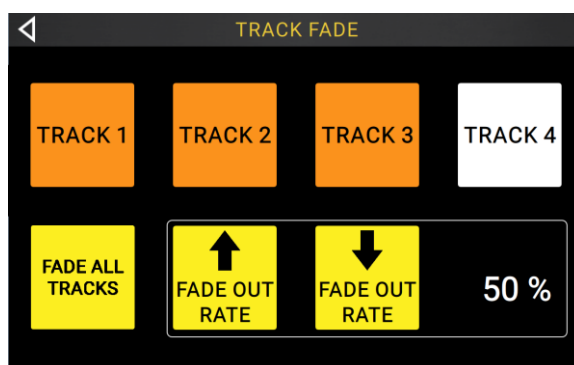 TRACK FADE
TRACK 1
TRACK 2
TRACK 3
TRACK 4
FADE ALL
TRACKS
FADE OUT
RATE
FADE OUT
RATE
50 %